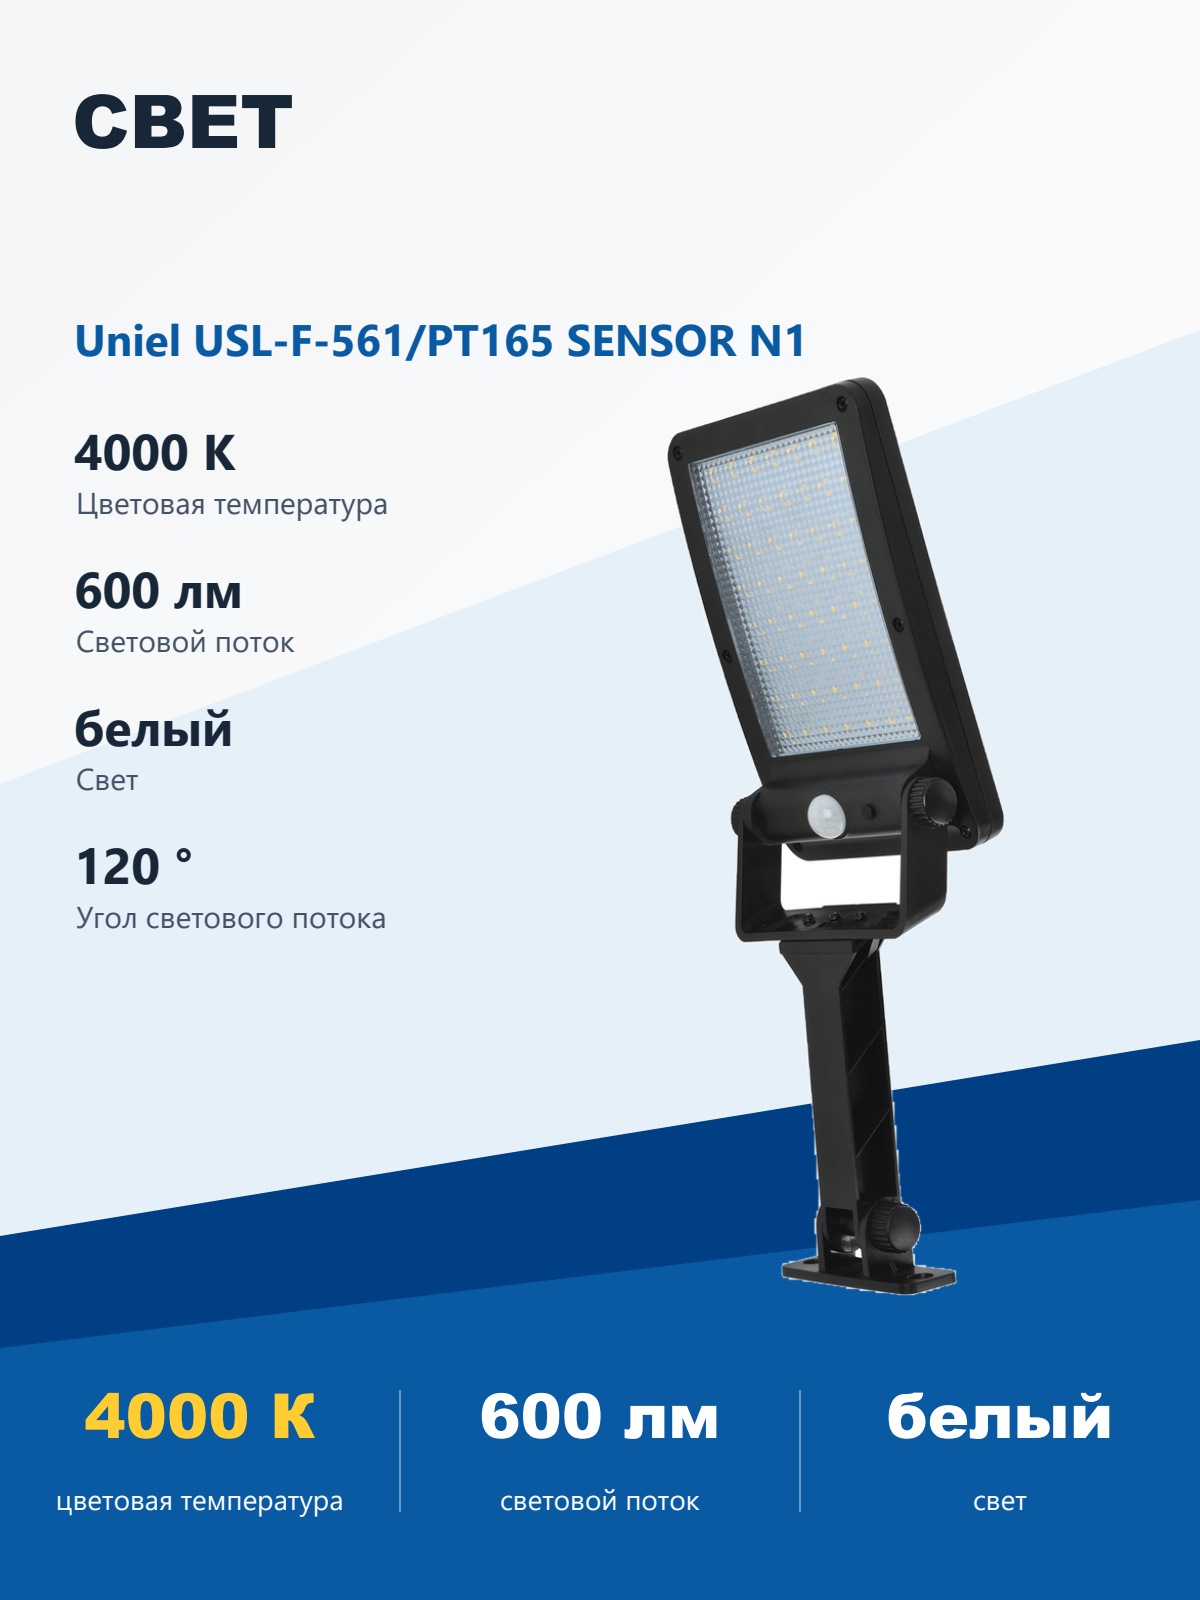 СВЕТ
Uniel USL-F-561/PT165 SENSOR N1
4000 К
Цветовая температура
600 лм
Световой поток
белый
Свет
120 °
Угол светового потока
4000 К
цветовая температура
600 лм
световой поток
белый
свет